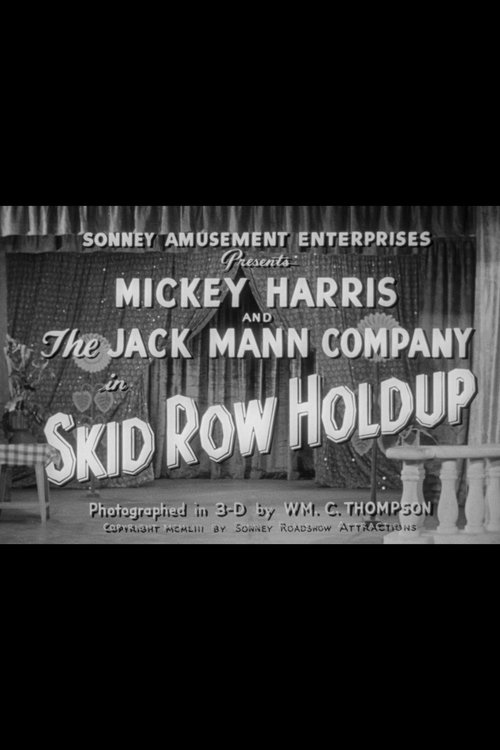 SONNEY AMUSEMENT ENTERPRISES
Presents
MICKEY HARRIS
AND
The JACK MANN COMPANY
in
SKID ROW HOLDUP
Photographed in 3-D by WM. C. THOMPSON
COPYRIGHT MCMLIII BY SONNEY ROADSHOW ATTRACTIONS